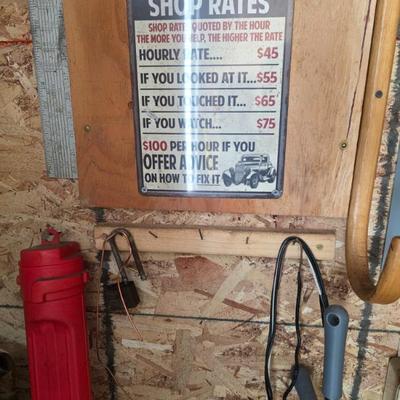 SHOP RATES
SHOP RATES QUOTED BY THE HOUR
THE MORE YOU HELP, THE HIGHER THE RATE
HOURLY RATE.... $45
IF YOU LOOKED AT IT... $55
IF YOU TOUCHED IT... $65
IF YOU WATCH... $75
$100 PER HOUR IF YOU
OFFER ADVICE
ON HOW TO FIX IT